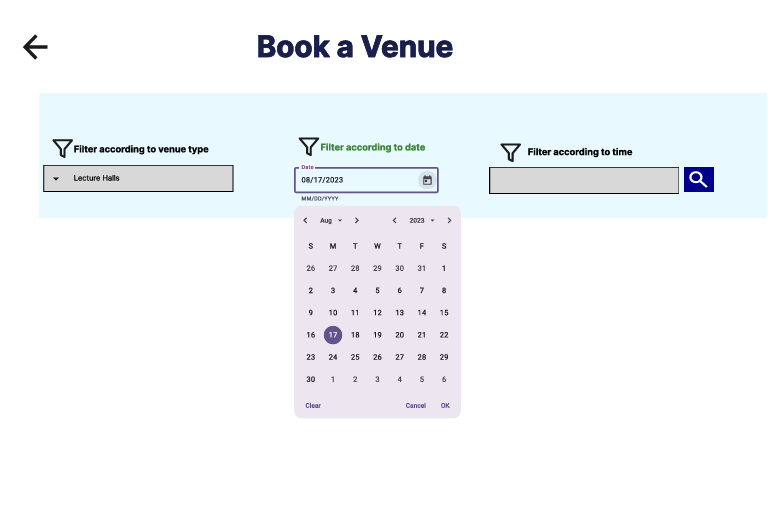 Book a Venue
Filter according to venue type
Lecture Halls
Filter according to date
Date
08/17/2023
MM/DD/YYYY
Filter according to time
Aug 2023
S M T W T F S
26 27 28 29 30 31 1
2 3 4 5 6 7 8
9 10 11 12 13 14 15
16 17 18 19 20 21 22
23 24 25 26 27 28 29
30 1 2 3 4 5 6
Clear Cancel OK